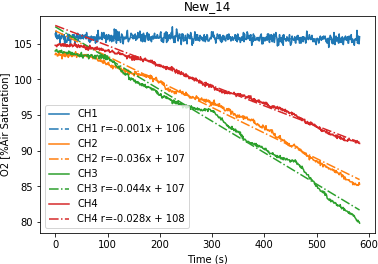 New_14
O2 [%Air Saturation]
105
100
95
90
85
80
CH1
CH1 r=-0.001x + 106
CH2
CH2 r=-0.036x + 107
CH3
CH3 r=-0.044x + 107
CH4
CH4 r=-0.028x + 108
0 100 200 300 400 500 600
Time (s)